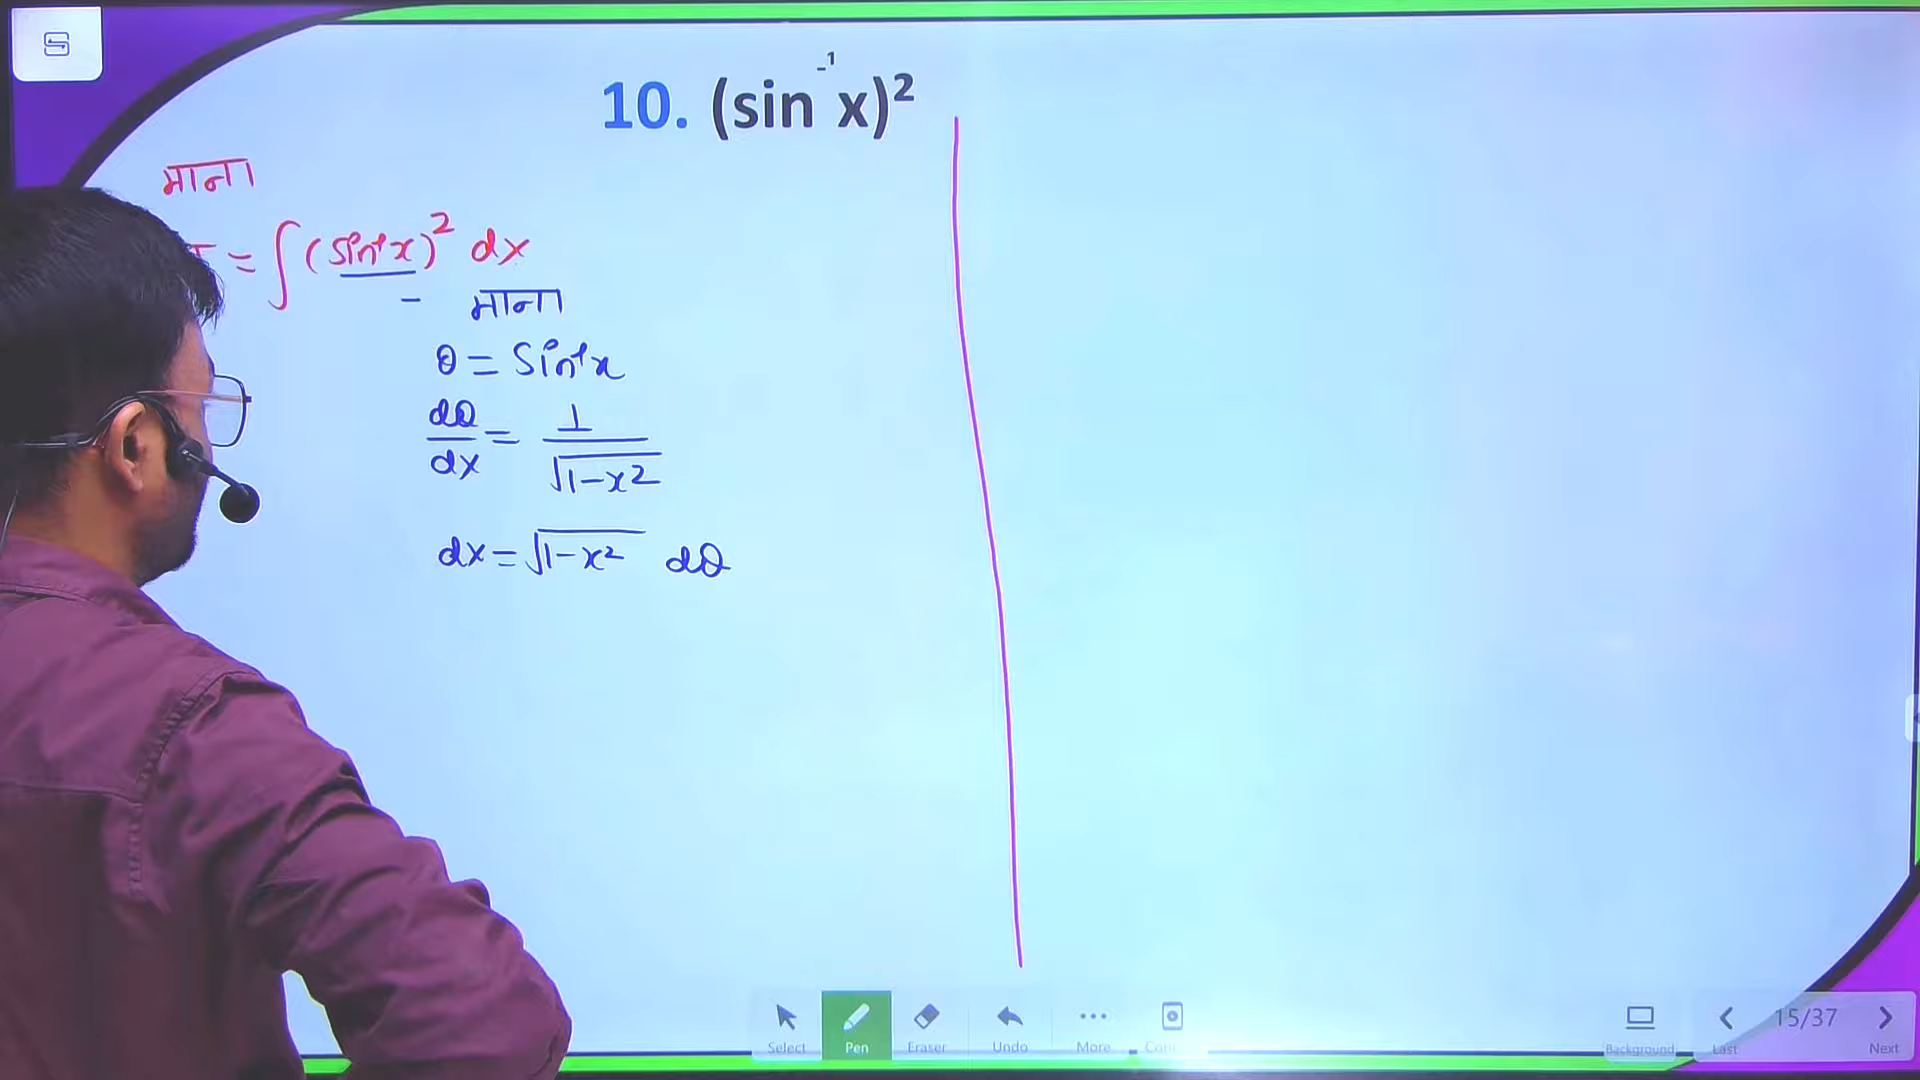 10. (sin⁻¹x)²
माना
= ∫(sin⁻¹x)² dx
माना
θ = Sin⁻¹x
dθ/dx = 1/√1-x²
dx = √1-x² dθ
Select Pen Eraser Undo More
Background Last 15/37 Next